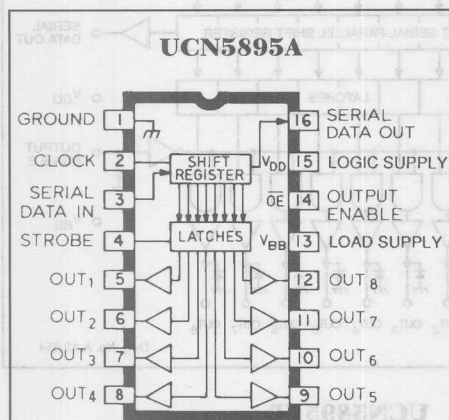 UCN5895A
GROUND 1
CLOCK 2
SERIAL
DATA IN 3
STROBE 4
OUT1 5
OUT2 6
OUT3 7
OUT4 8
SHIFT
REGISTER
LATCHES
VDD
OE
VBB
16 SERIAL
DATA OUT
15 LOGIC SUPPLY
14 OUTPUT
ENABLE
13 LOAD SUPPLY
12 OUT8
11 OUT7
10 OUT6
9 OUT5